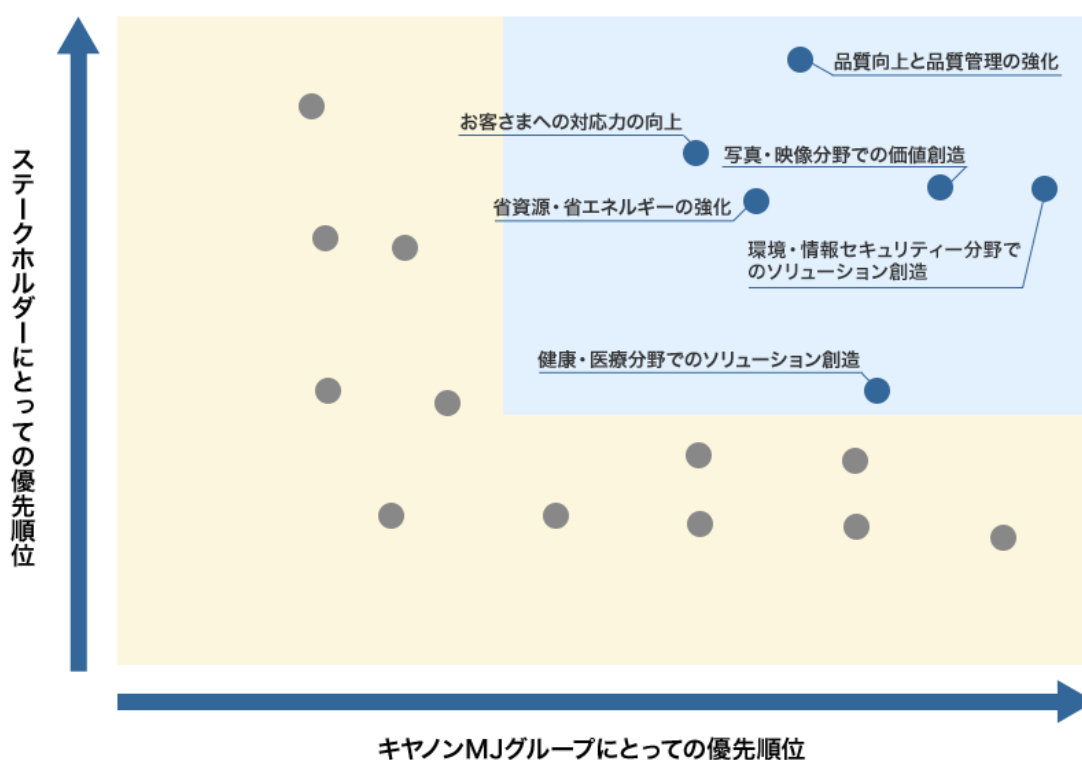 品質向上と品質管理の強化
お客さまへの対応力の向上
写真・映像分野での価値創造
省資源・省エネルギーの強化
環境・情報セキュリティー分野で
のソリューション創造
健康・医療分野でのソリューション創造
ステークホルダーにとっての優先順位
キヤノンMJグループにとっての優先順位